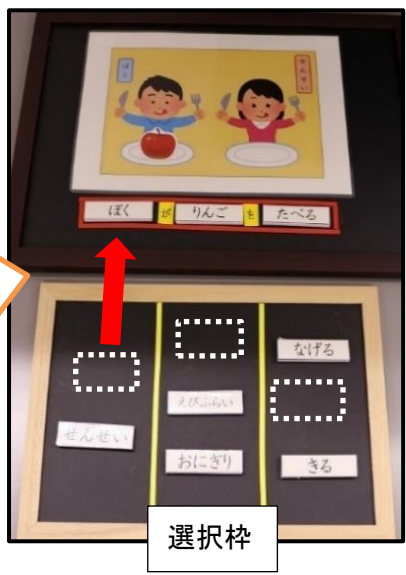 ぼく
せんせい
ぼく が りんご を たべる
なげる
えびふらい
せんせい
おにぎり
きる
選択枠